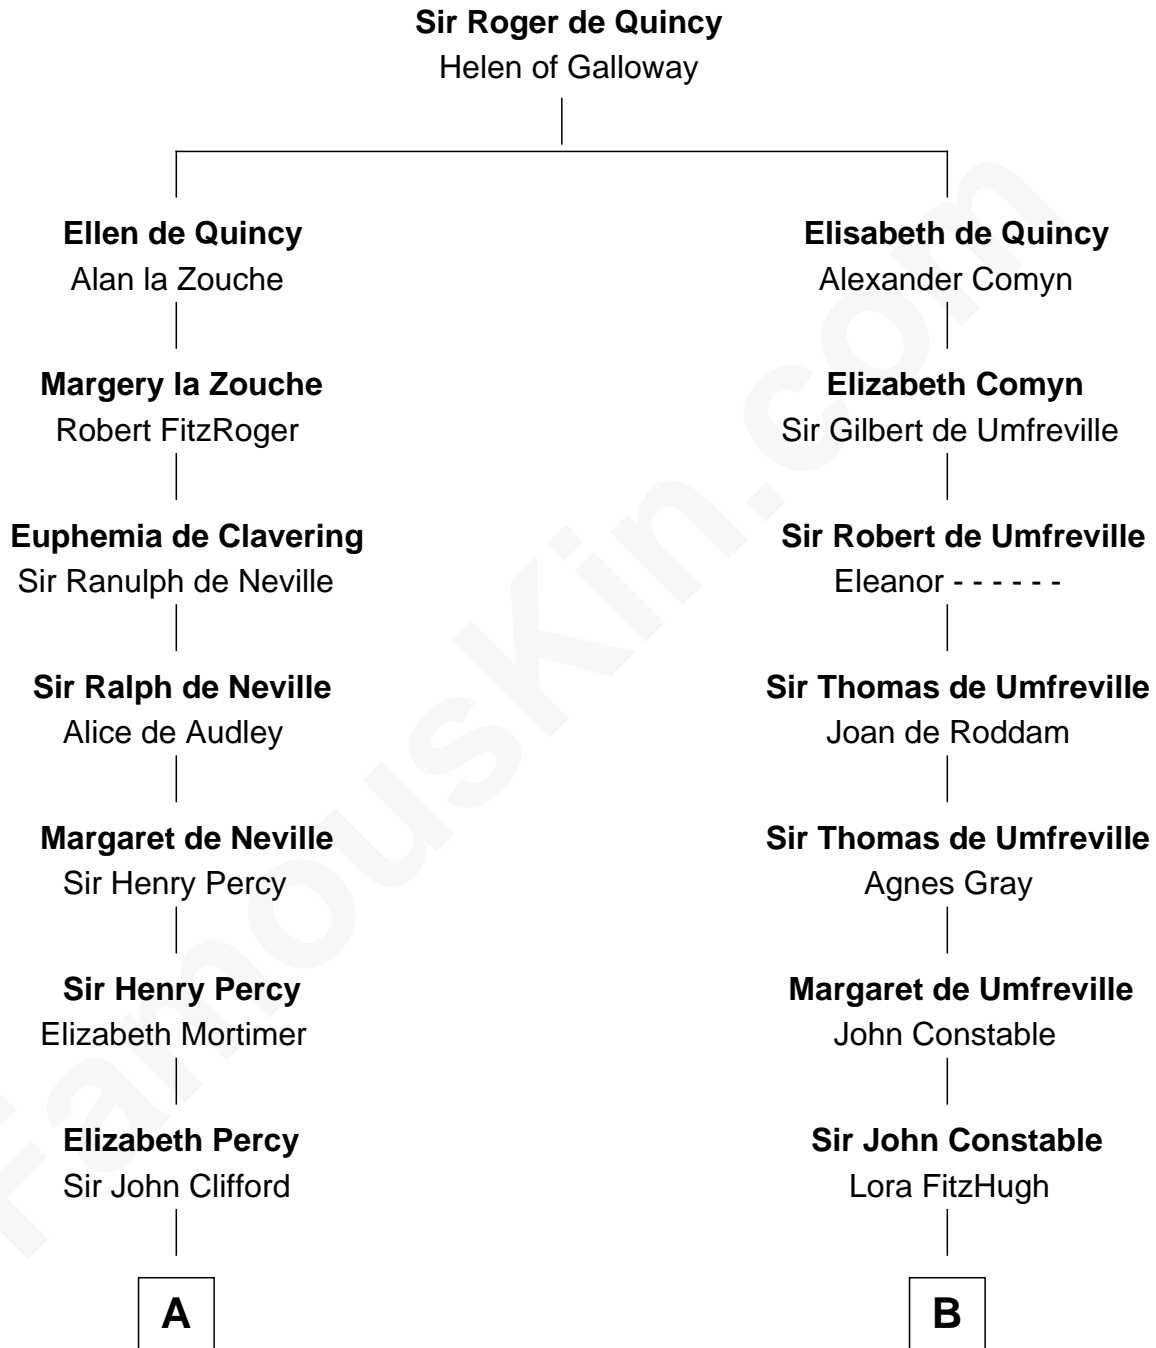 Sir Roger de Quincy
Helen of Galloway
Ellen de Quincy
Alan la Zouche
Elisabeth de Quincy
Alexander Comyn
Margery la Zouche
Robert FitzRoger
Elizabeth Comyn
Sir Gilbert de Umfreville
Euphemia de Clavering
Sir Ranulph de Neville
Sir Robert de Umfreville
Eleanor - - - - - -
Sir Ralph de Neville
Alice de Audley
Sir Thomas de Umfreville
Joan de Roddam
Margaret de Neville
Sir Henry Percy
Sir Thomas de Umfreville
Agnes Gray
Sir Henry Percy
Elizabeth Mortimer
Margaret de Umfreville
John Constable
Elizabeth Percy
Sir John Clifford
Sir John Constable
Lora FitzHugh
A
B
FamousKin.com